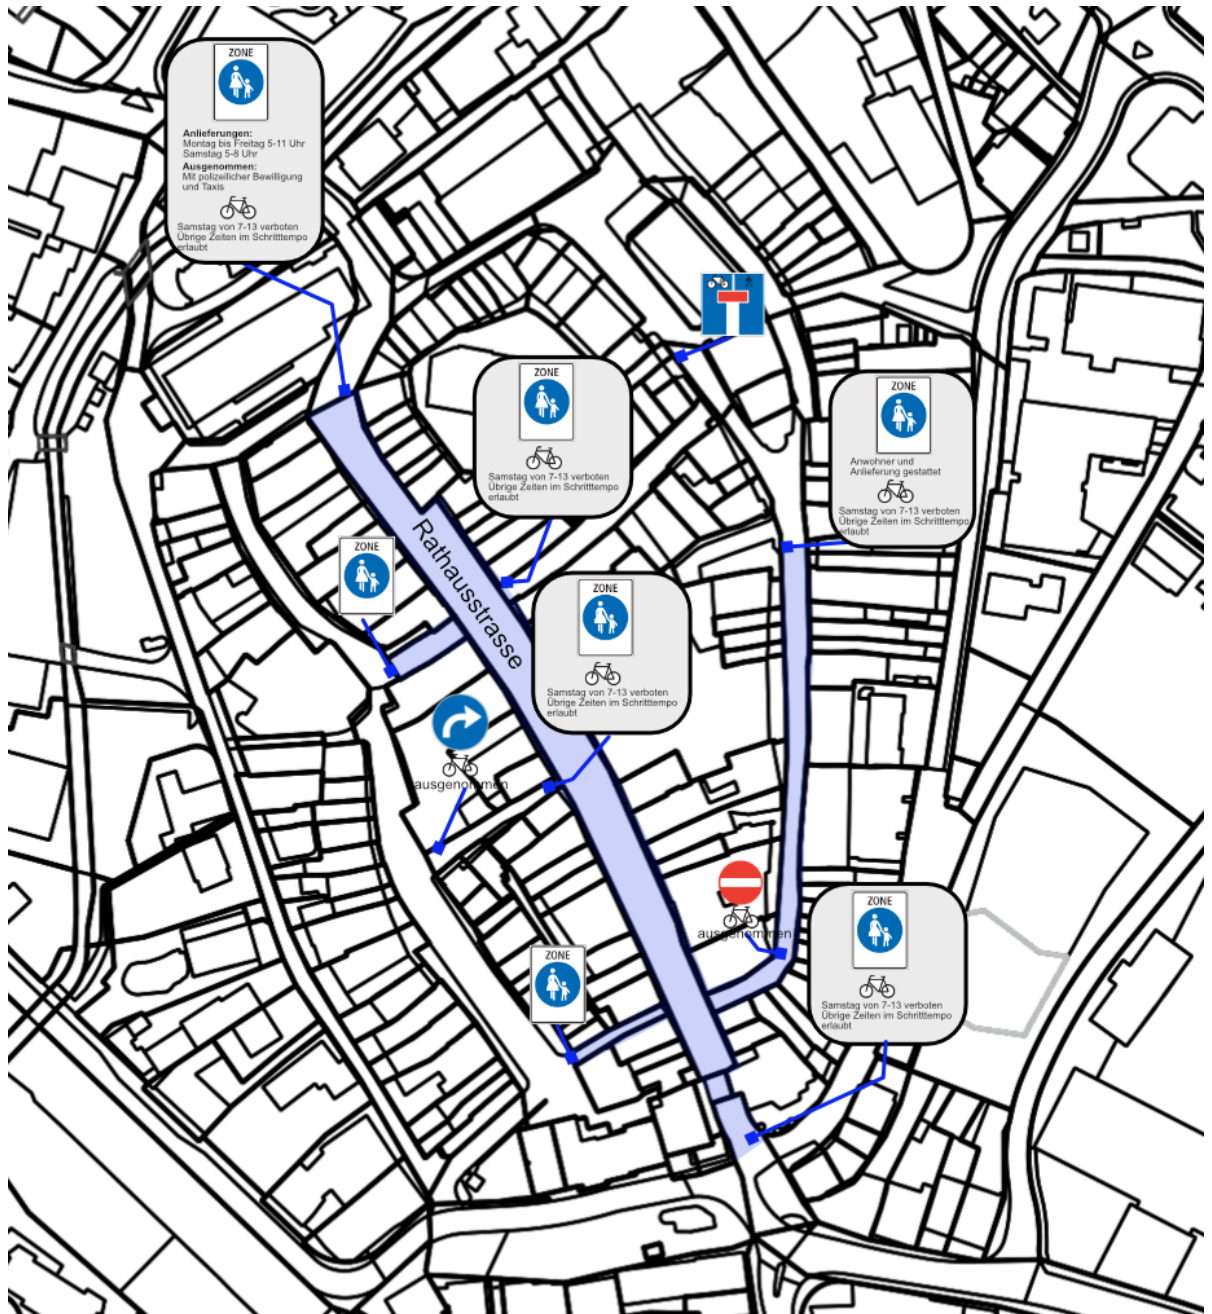 ZONE
Anlieferungen:
Montag bis Freitag 5-11 Uhr
Samstag 5-8 Uhr
Ausgenommen:
Mit polizeilicher Bewilligung
und Taxis
Samstag von 7-13 verboten
Übrige Zeiten im Schritttempo
erlaubt
ZONE
Samstag von 7-13 verboten
Übrige Zeiten im Schritttempo
erlaubt
ZONE
Anwohner und
Anlieferung gestattet
Samstag von 7-13 verboten
Übrige Zeiten im Schritttempo
erlaubt
Rathausstrasse
ZONE
ZONE
Samstag von 7-13 verboten
Übrige Zeiten im Schritttempo
erlaubt
ausgenommen
ausgenommen
ZONE
Samstag von 7-13 verboten
Übrige Zeiten im Schritttempo
erlaubt
ZONE